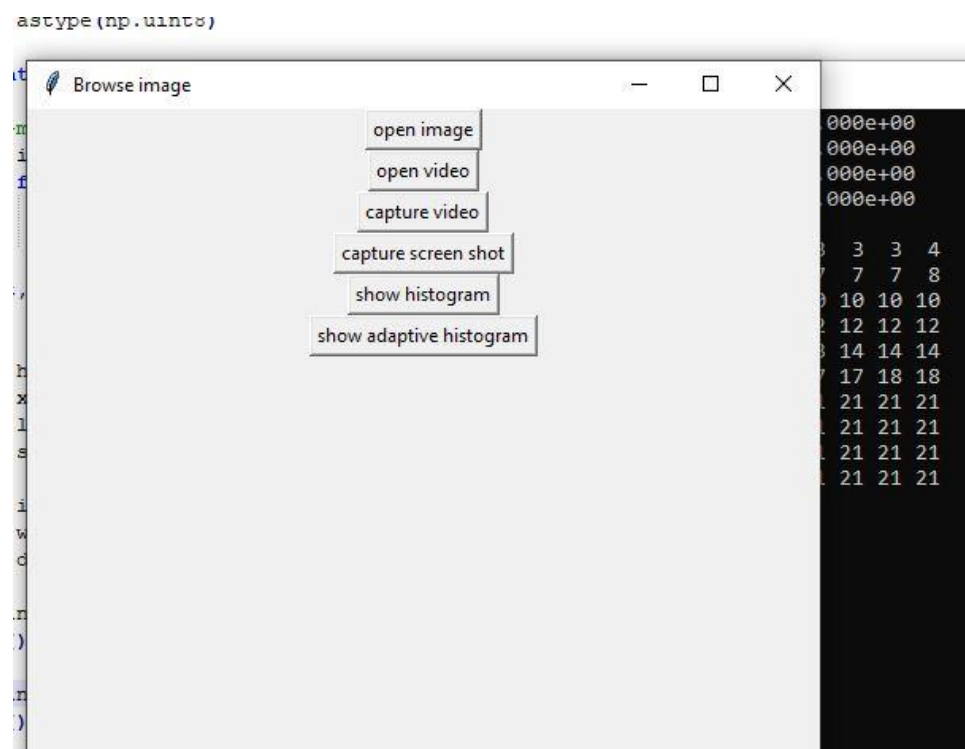 astype(np.uint8)
Browse image
open image
open video
capture video
capture screen shot
show histogram
show adaptive histogram
.000e+00
.000e+00
.000e+00
.000e+00
3 3 4
7 7 8
10 10 10
12 12 12
14 14 14
17 18 18
21 21 21
21 21 21
21 21 21
21 21 21